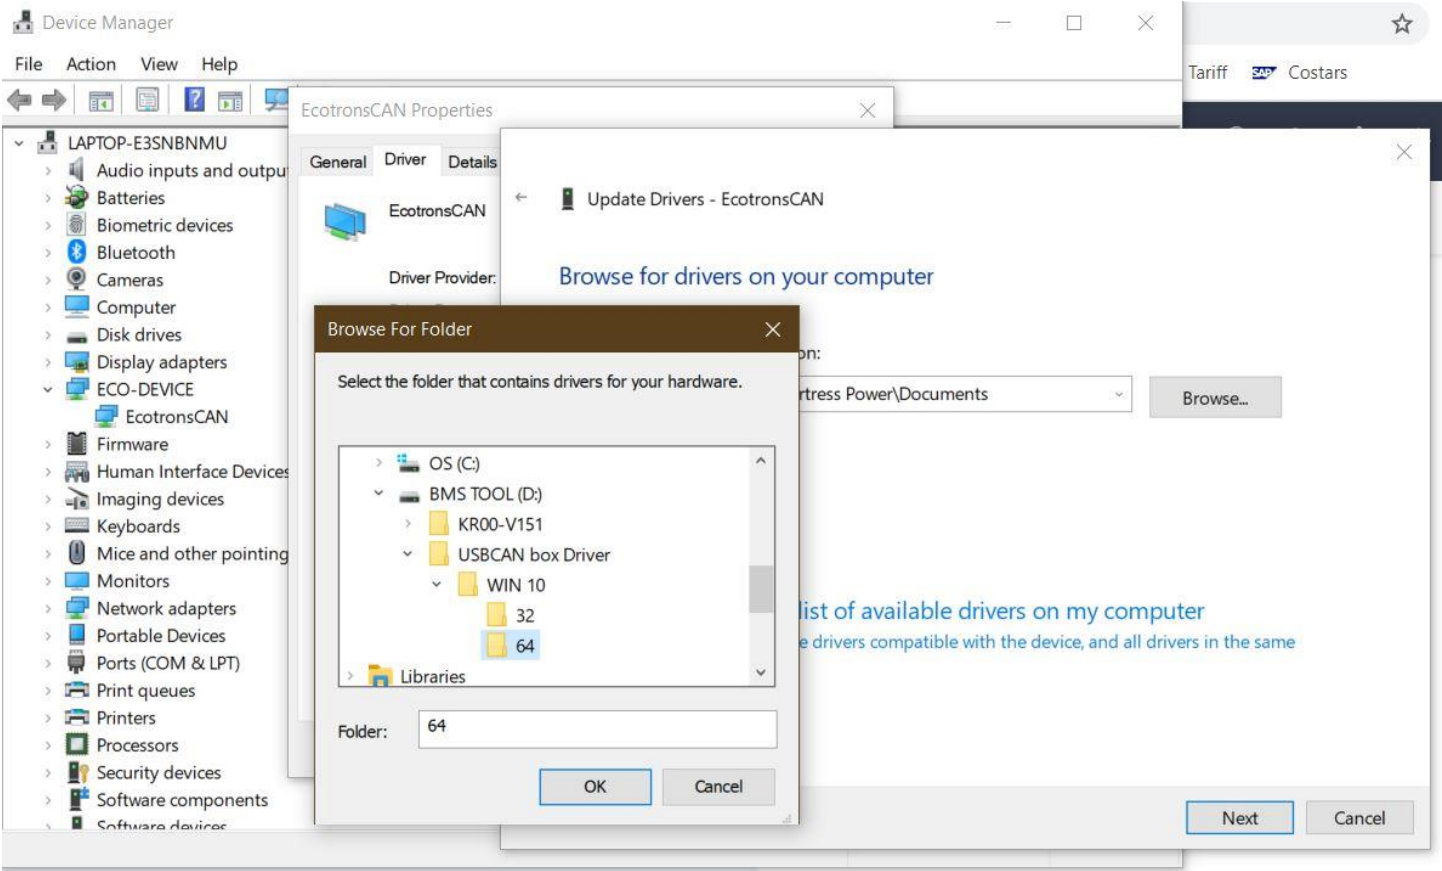 Device Manager
File Action View Help
Tariff SAP Costars
EcotronsCAN Properties
General Driver Details
EcotronsCAN
Driver Provider:
LAPTOP-E3SNBNMU
Audio inputs and outpu
Batteries
Biometric devices
Bluetooth
Cameras
Computer
Disk drives
Display adapters
ECO-DEVICE
EcotronsCAN
Firmware
Human Interface Devices
Imaging devices
Keyboards
Mice and other pointing
Monitors
Network adapters
Portable Devices
Ports (COM & LPT)
Print queues
Printers
Processors
Security devices
Software components
Software devices
Update Drivers - EcotronsCAN
Browse for drivers on your computer
on:
rtress Power\Documents
Browse...
list of available drivers on my computer
e drivers compatible with the device, and all drivers in the same
Next Cancel
Browse For Folder
Select the folder that contains drivers for your hardware.
OS (C:)
BMS TOOL (D:)
KR00-V151
USBCAN box Driver
WIN 10
32
64
Libraries
Folder: 64
OK Cancel